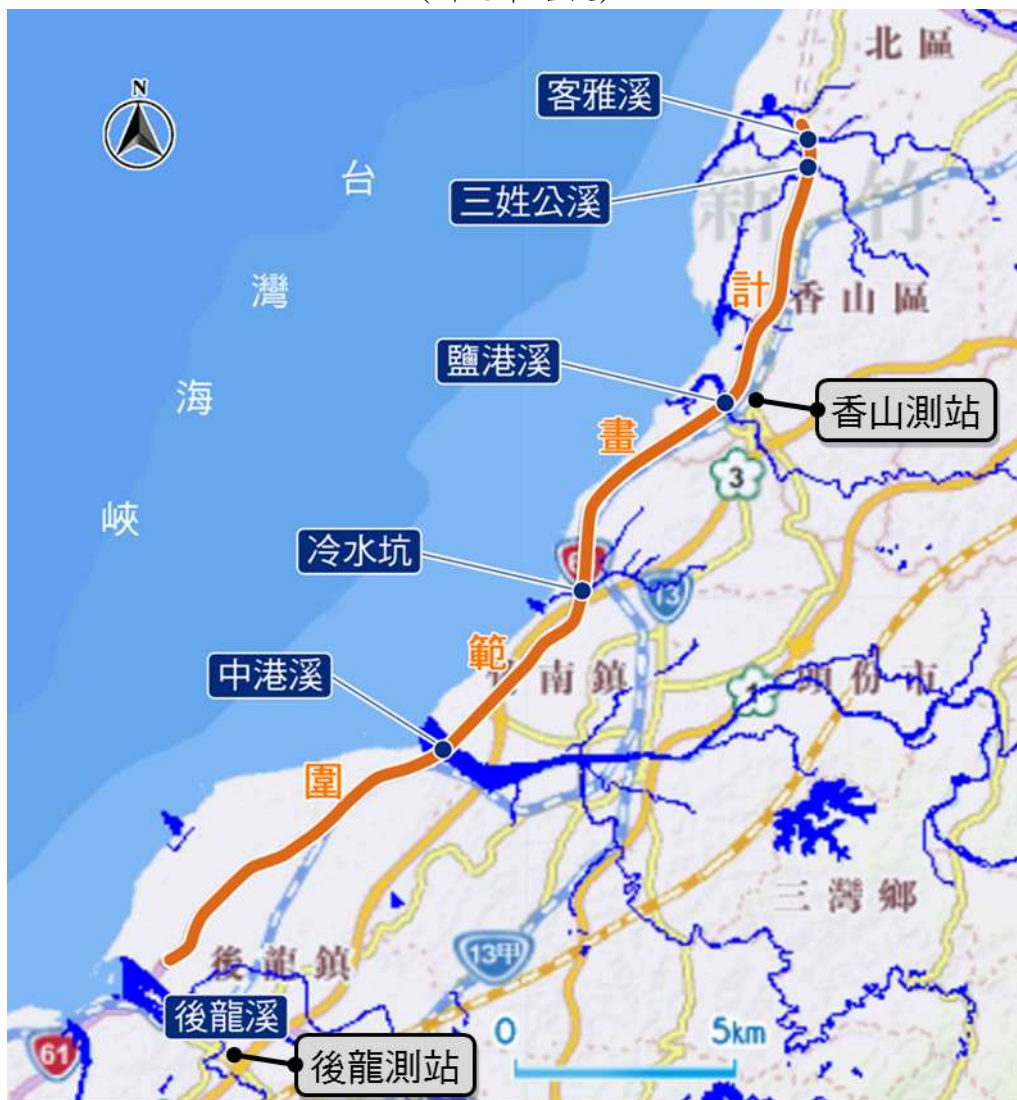 N
北區
客雅溪
台
三姓公溪
新竹
灣
計
香山區
鹽港溪
海
香山測站
畫
3
峽
冷水坑
13
範
竹南鎮
頭份市
中港溪
1
圍
三灣鄉
後龍鎮
13甲
後龍溪
0
5km
61
後龍測站